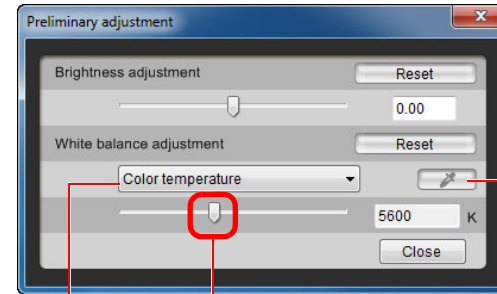 Preliminary adjustment
Brightness adjustment Reset
0.00
White balance adjustment Reset
Color temperature
5600 K
Close